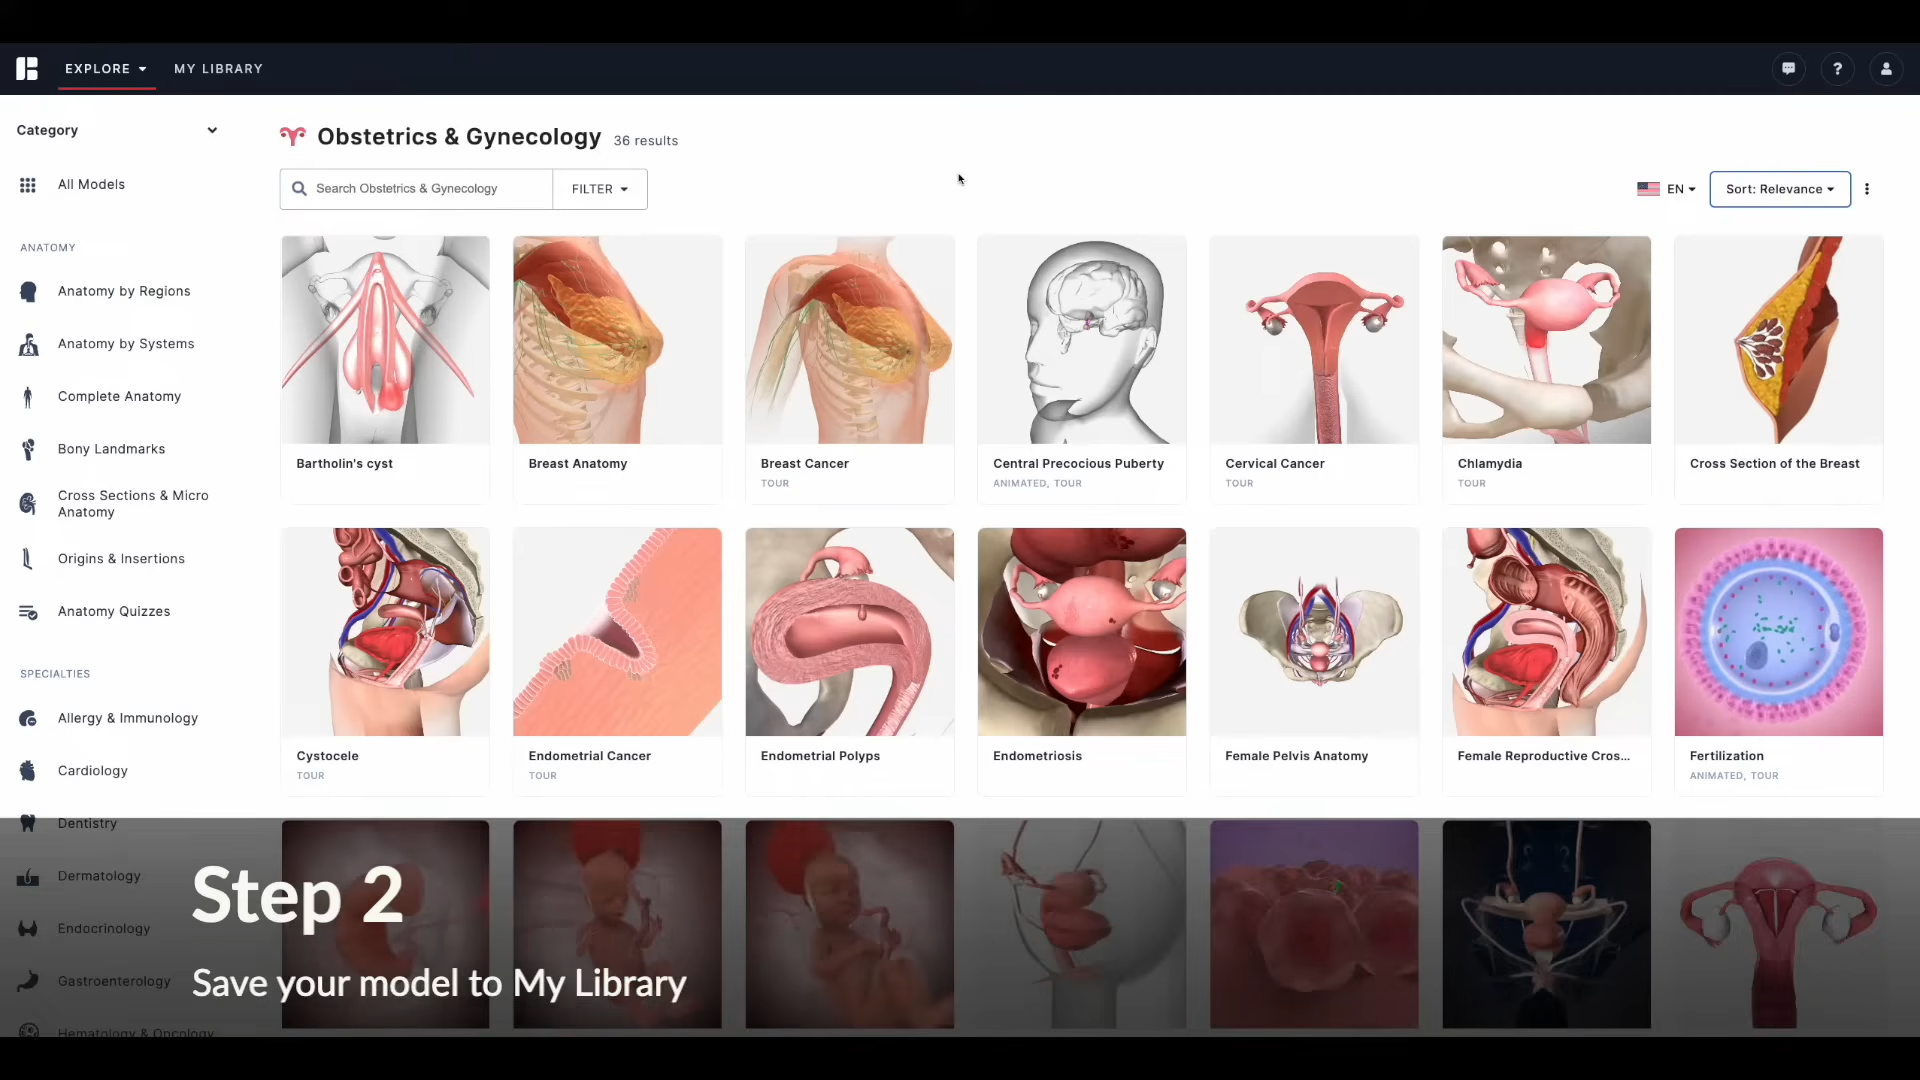 EXPLORE
MY LIBRARY
?
Category
Obstetrics & Gynecology 36 results
Search Obstetrics & Gynecology
FILTER
EN
Sort: Relevance
All Models
ANATOMY
Anatomy by Regions
Anatomy by Systems
Complete Anatomy
Bony Landmarks
Cross Sections & Micro
Anatomy
Origins & Insertions
Anatomy Quizzes
SPECIALTIES
Allergy & Immunology
Cardiology
Dentistry
Dermatology
Endocrinology
Gastroenterology
Hematology & Oncology
Bartholin's cyst
Breast Anatomy
Breast Cancer
TOUR
Central Precocious Puberty
ANIMATED, TOUR
Cervical Cancer
TOUR
Chlamydia
TOUR
Cross Section of the Breast
Cystocele
TOUR
Endometrial Cancer
TOUR
Endometrial Polyps
Endometriosis
Female Pelvis Anatomy
Female Reproductive Cros...
Fertilization
ANIMATED, TOUR
Step 2
Save your model to My Library